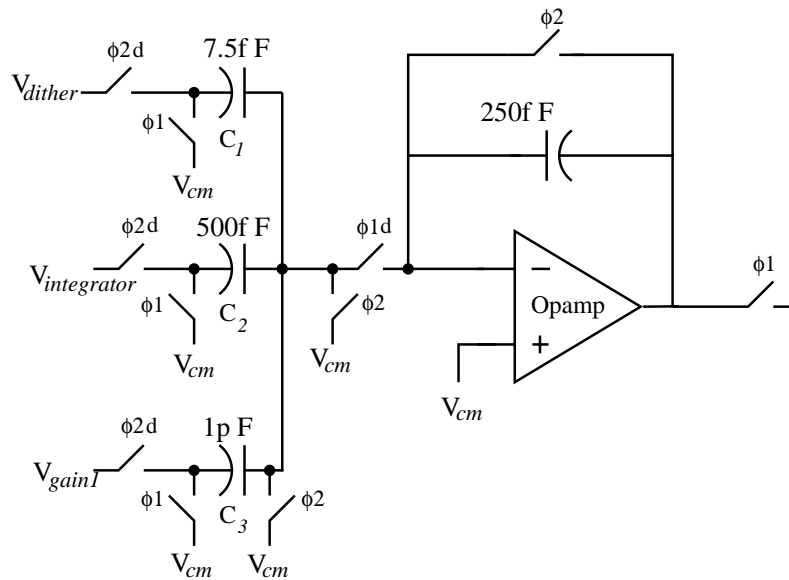 ϕ2
ϕ2d
7.5f F
V_dither
250f F
ϕ1
C_1
V_cm
ϕ2d
500f F
ϕ1d
ϕ1
V_integrator
Opamp
ϕ1
C_2
ϕ2
V_cm
V_cm
V_cm
ϕ2d
1p F
V_gain1
ϕ1
C_3
ϕ2
V_cm
V_cm